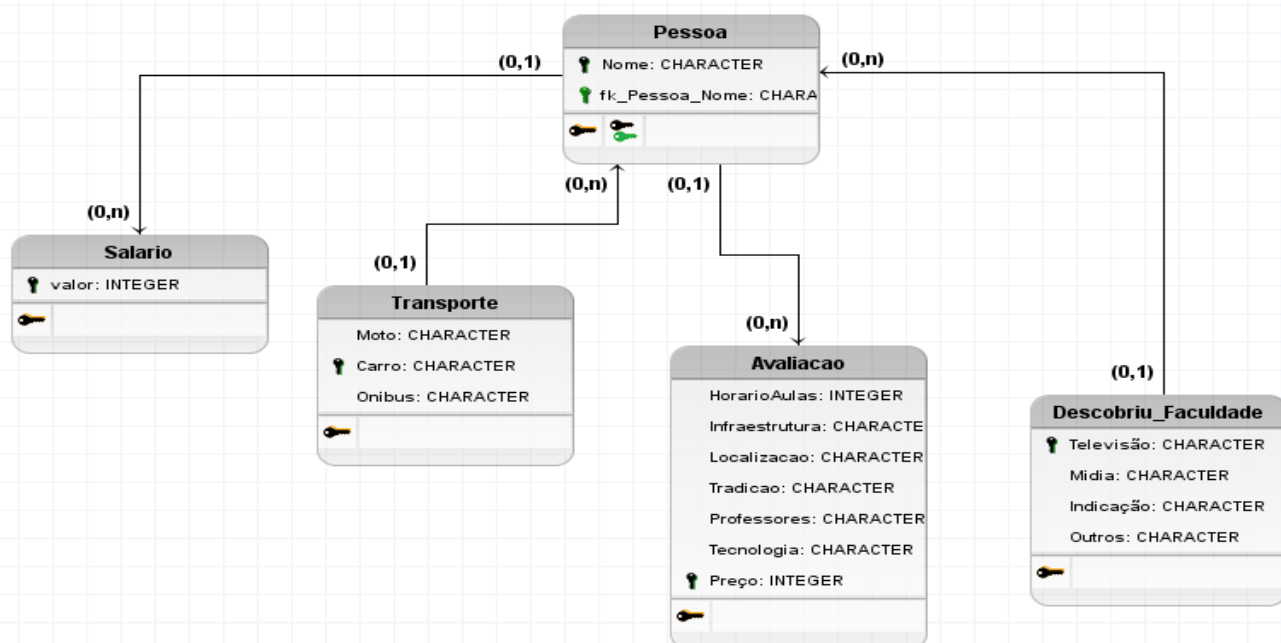 Pessoa
Nome: CHARACTER
fk_Pessoa_Nome: CHARA
(0,1)
(0,n)
(0,n)
(0,1)
(0,n)
Salario
valor: INTEGER
(0,1)
Transporte
Moto: CHARACTER
Carro: CHARACTER
Onibus: CHARACTER
(0,n)
Avaliacao
HorarioAulas: INTEGER
Infraestrutura: CHARACTE
Localizacao: CHARACTER
Tradicao: CHARACTER
Professores: CHARACTER
Tecnologia: CHARACTER
Preço: INTEGER
(0,1)
Descobriu_Faculdade
Televisão: CHARACTER
Midia: CHARACTER
Indicação: CHARACTER
Outros: CHARACTER